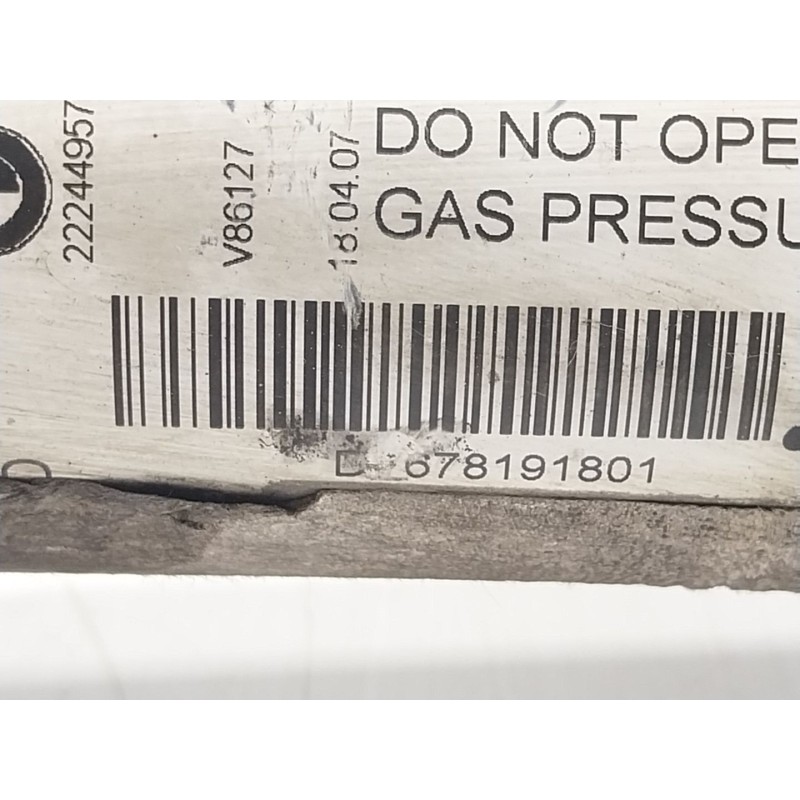 22244957
V86127
18.04.07
DO NOT OPE
GAS PRESSU
678191801